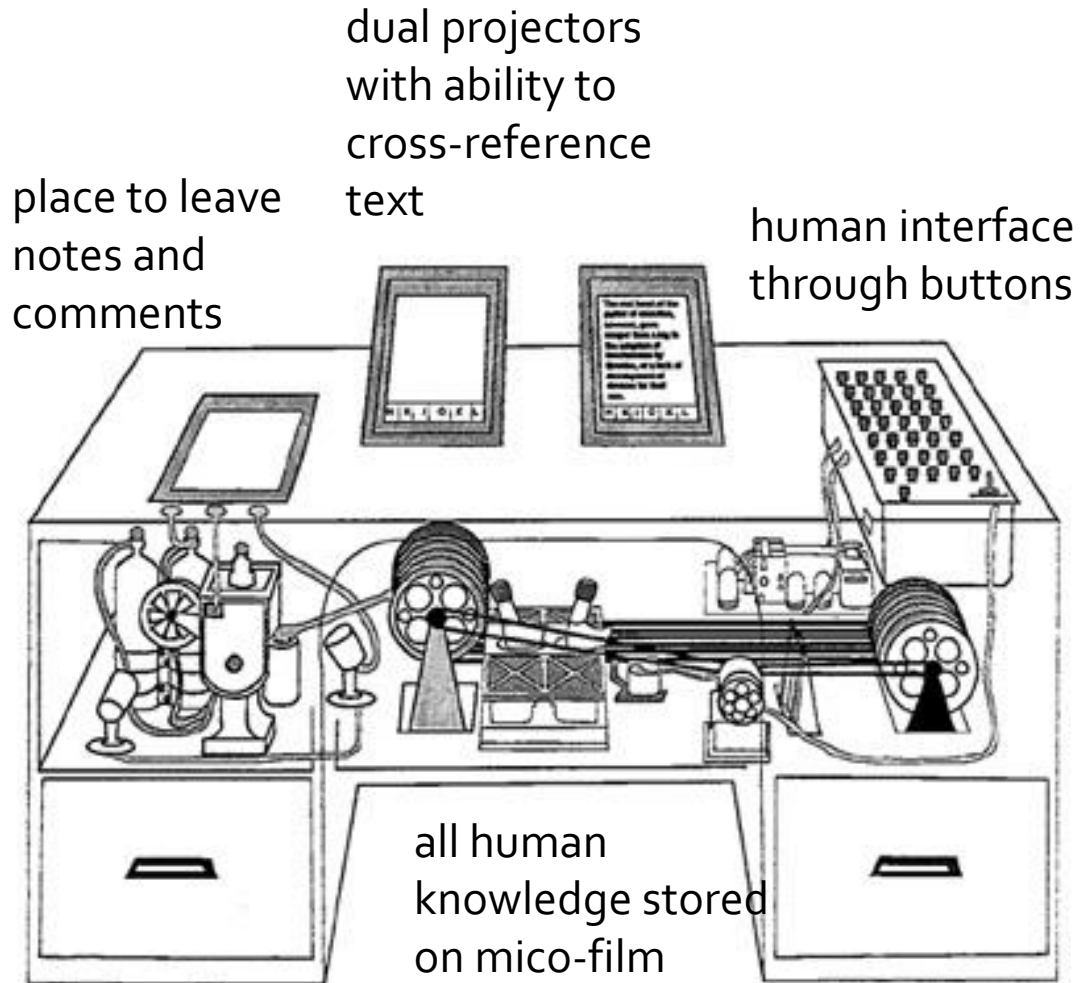 dual projectors
with ability to
cross-reference
text
place to leave
notes and
comments
human interface
through buttons
all human
knowledge stored
on mico-film